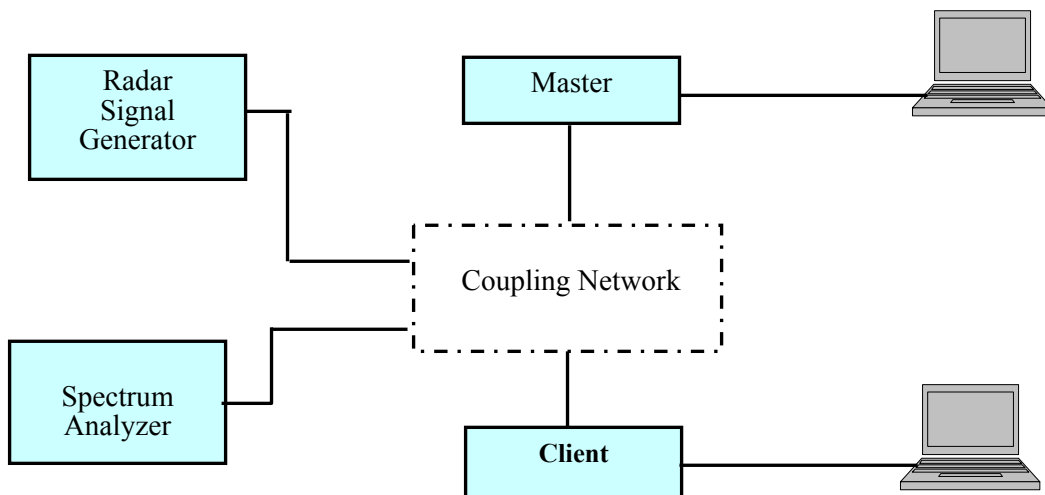 Radar
Signal
Generator
Master
Coupling Network
Spectrum
Analyzer
Client